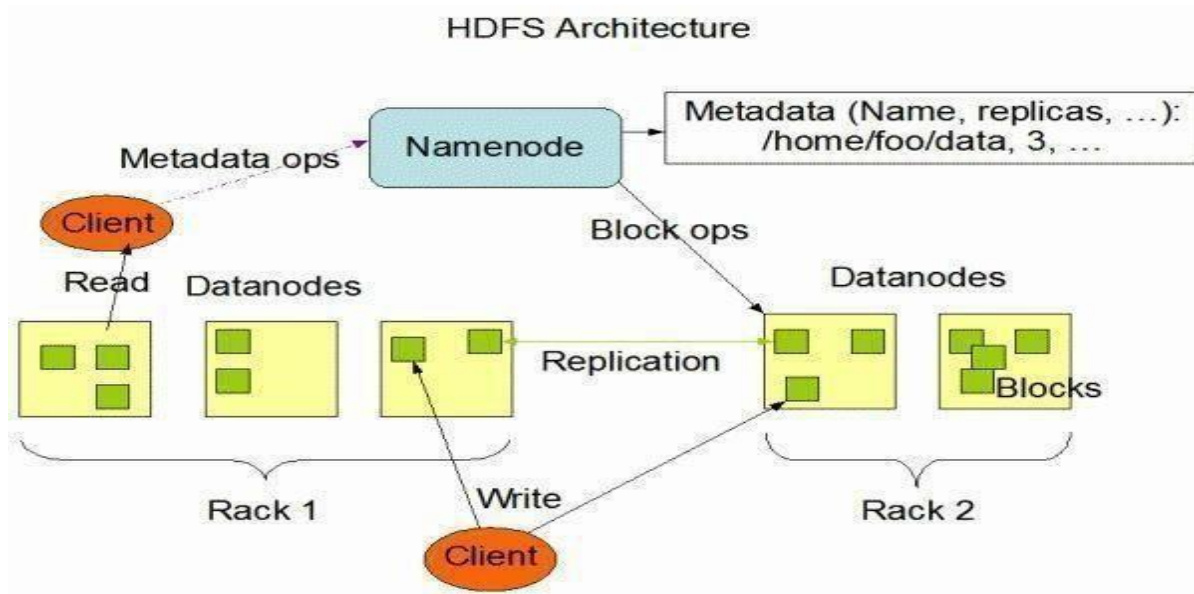 HDFS Architecture
Metadata (Name, replicas, ...):
/home/foo/data, 3, ...
Namenode
Metadata ops
Client
Block ops
Read
Datanodes
Datanodes
Replication
Blocks
Rack 1
Write
Rack 2
Client